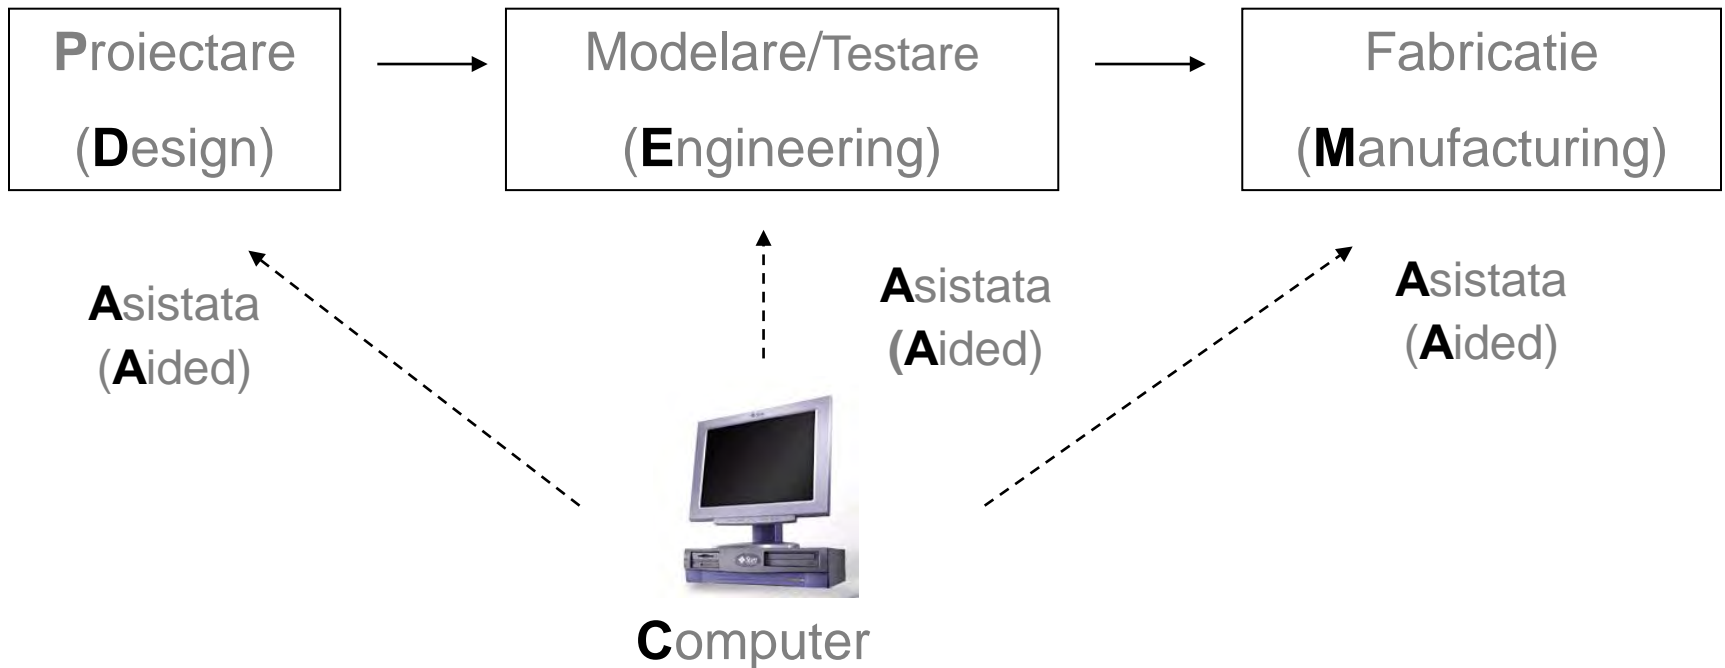 Proiectare
(Design)
Modelare/Testare
(Engineering)
Fabricatie
(Manufacturing)
Asistata
(Aided)
Asistata
(Aided)
Asistata
(Aided)
Computer